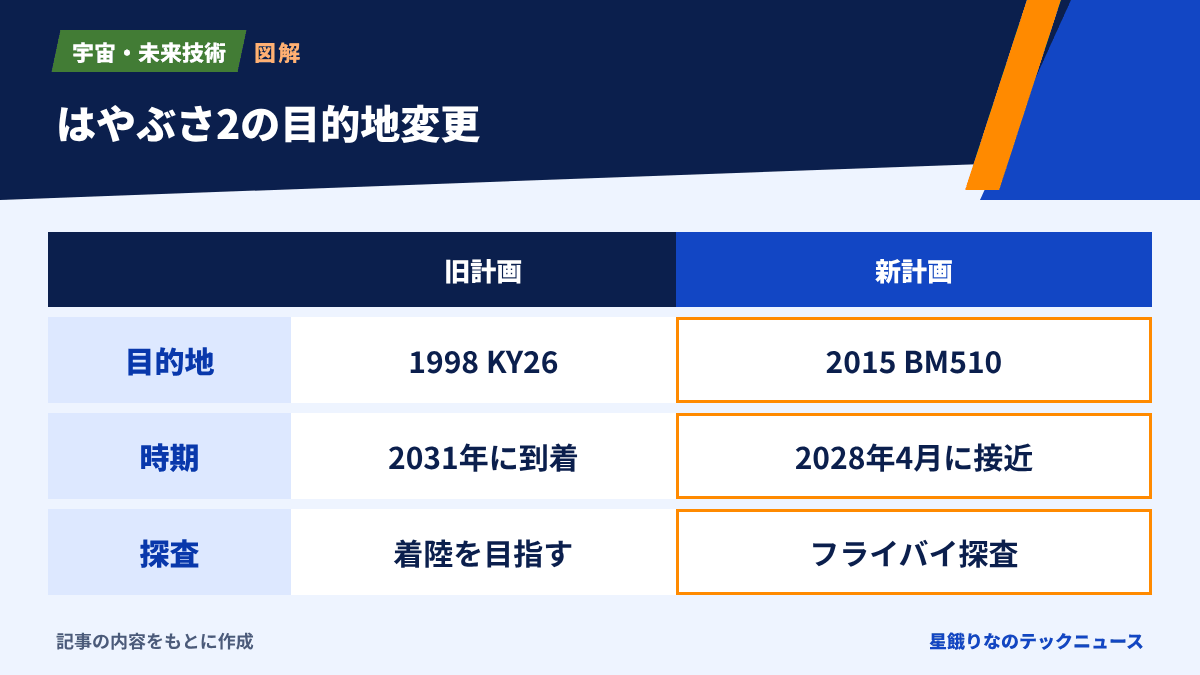 宇宙・未来技術 図解
はやぶさ2の目的地変更
旧計画 新計画
目的地 1998 KY26 2015 BM510
時期 2031年に到着 2028年4月に接近
探査 着陸を目指す フライバイ探査
記事の内容をもとに作成 星餓りなのテックニュース